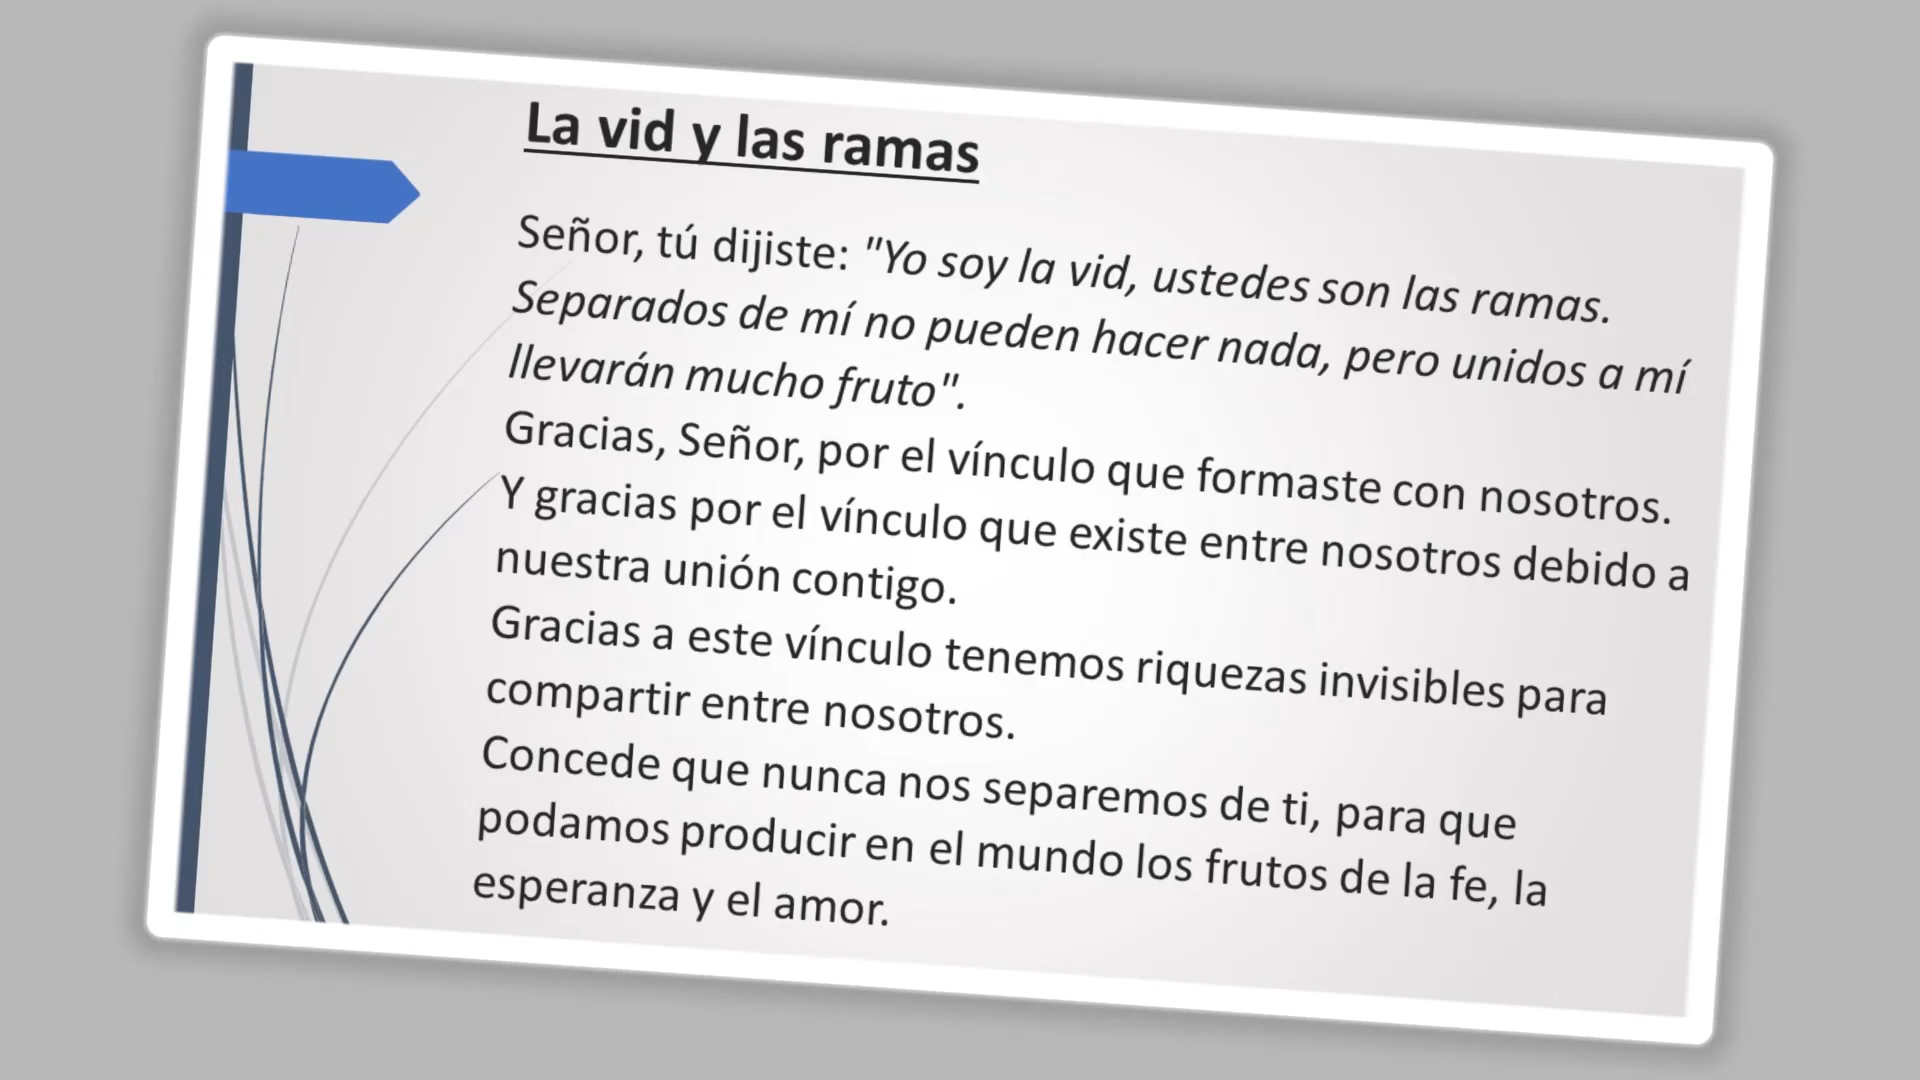 La vid y las ramas
Señor, tú dijiste: "Yo soy la vid, ustedes son las ramas.
Separados de mí no pueden hacer nada, pero unidos a mí
llevarán mucho fruto".
Gracias, Señor, por el vínculo que formaste con nosotros.
Y gracias por el vínculo que existe entre nosotros debido a
nuestra unión contigo.
Gracias a este vínculo tenemos riquezas invisibles para
compartir entre nosotros.
Concede que nunca nos separemos de ti, para que
podamos producir en el mundo los frutos de la fe, la
esperanza y el amor.